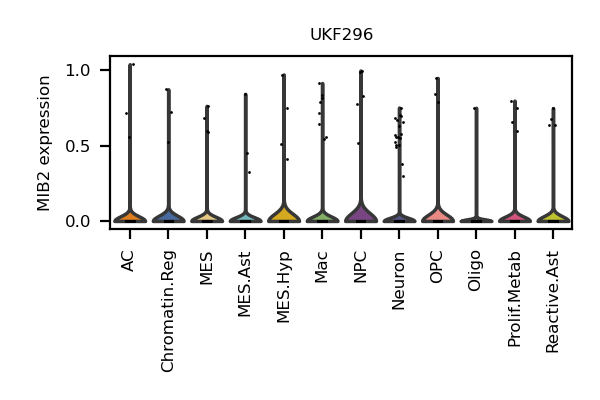 UKF296
MIB2 expression
1.0
0.5
0.0
AC
Chromatin.Reg
MES
MES.Ast
MES.Hyp
Mac
NPC
Neuron
OPC
Oligo
Prolif.Metab
Reactive.Ast